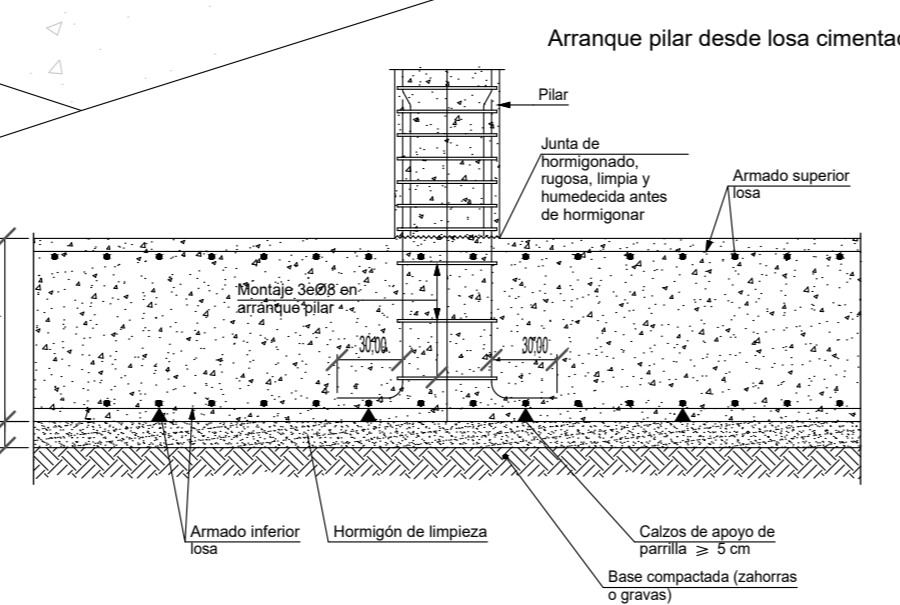 Arranque pilar desde losa
Pilar
Junta de
hormigonado,
rugosa, limpia y
humedecida antes
de hormigonar
Armado superior
losa
Montaje 3eØ8 en
arranque pilar
30,00
30,00
Armado inferior
losa
Hormigón de limpieza
Calzos de apoyo de
parrilla ≥ 5 cm
Base compactada (zahorras
o gravas)